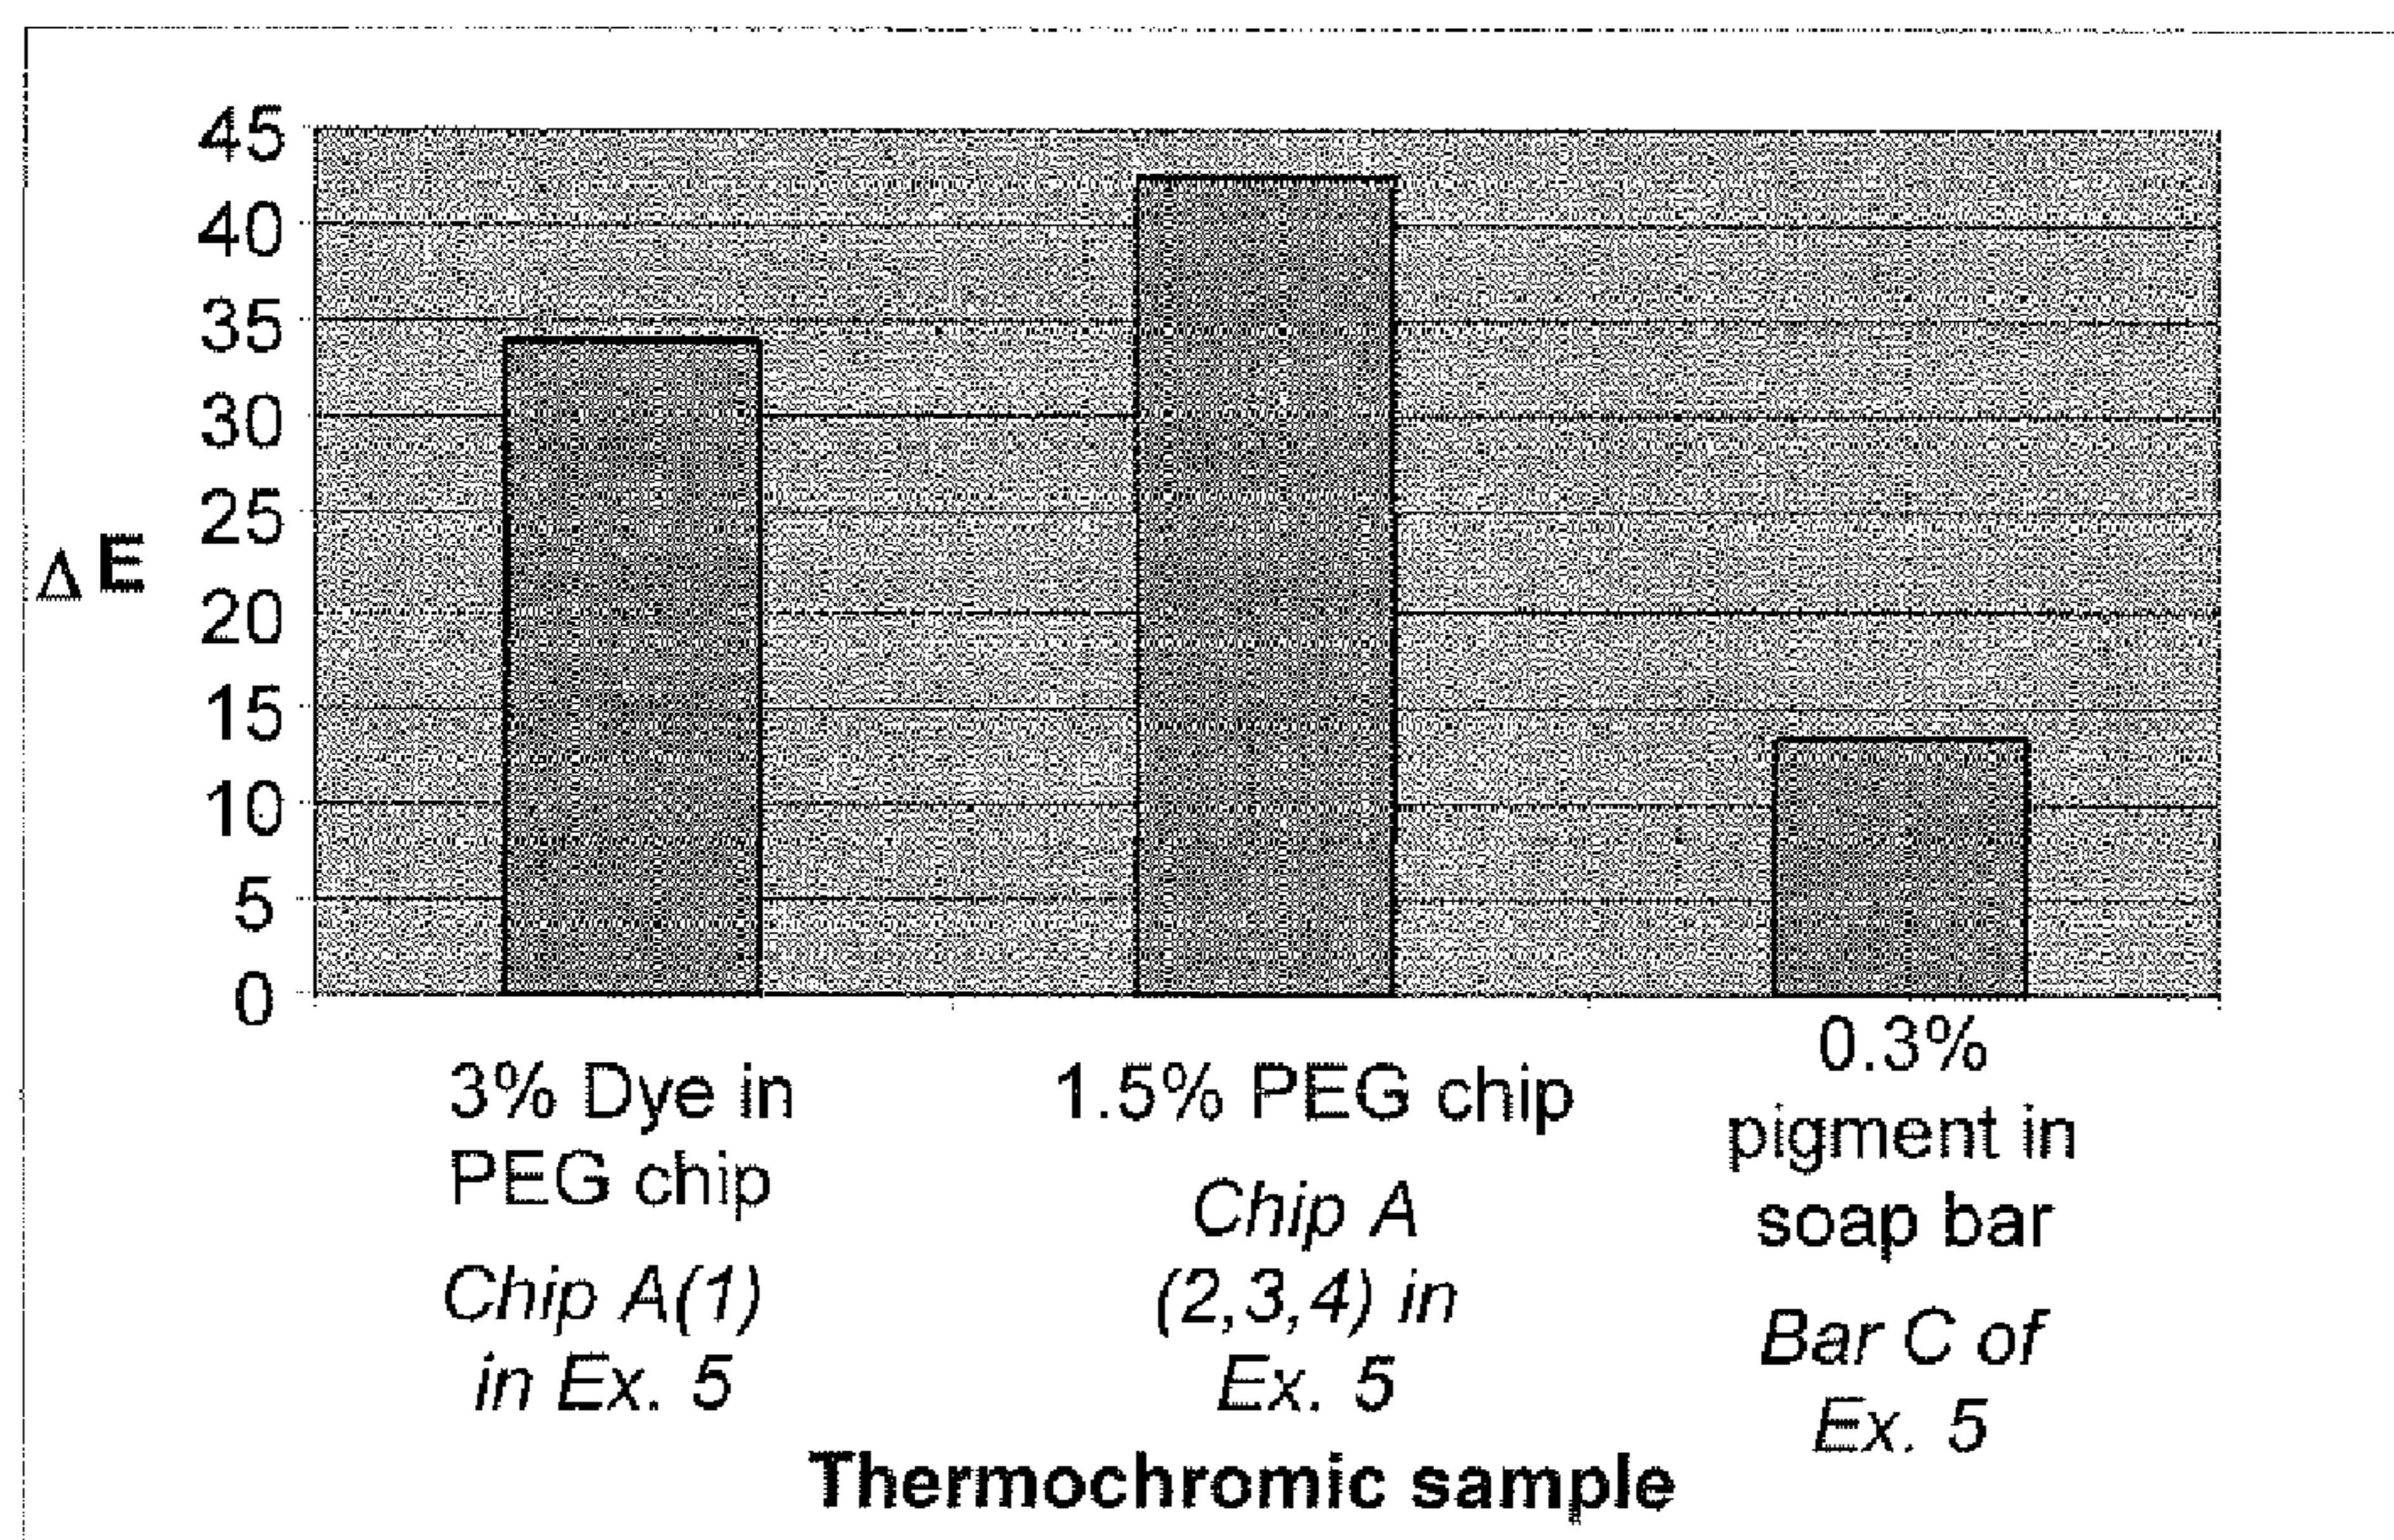 45
40
35
30
25
20
15
10
5
0
Δ E
3% Dye in
PEG chip
Chip A(1)
in Ex. 5
1.5% PEG chip
Chip A
(2,3,4) in
Ex. 5
0.3%
pigment in
soap bar
Bar C of
Ex. 5
Thermochromic sample